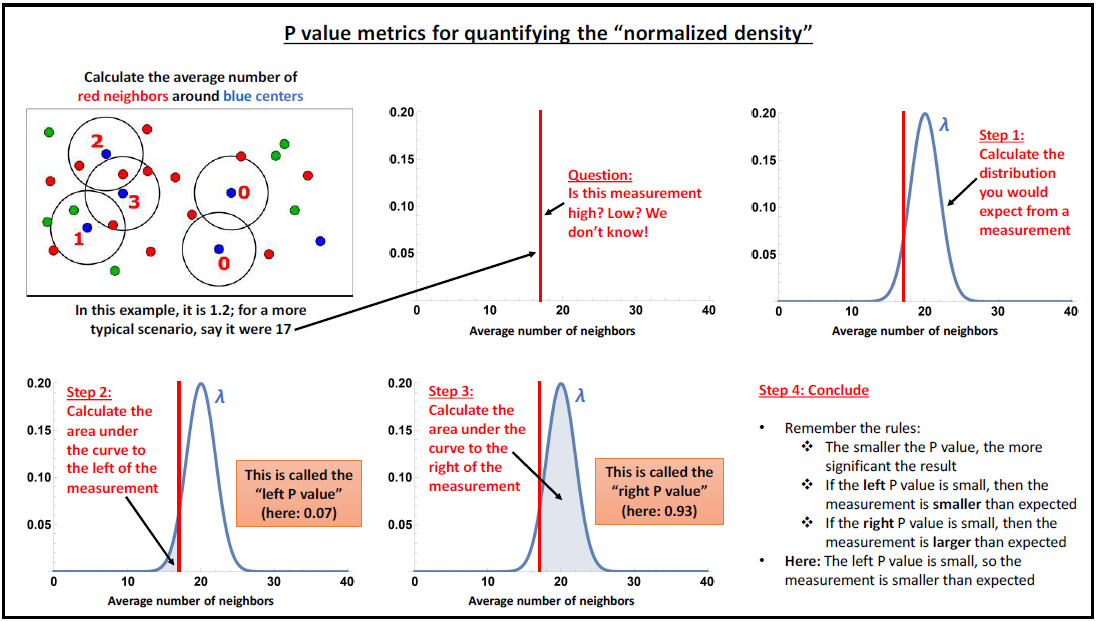 P value metrics for quantifying the “normalized density”
Calculate the average number of
red neighbors around blue centers
2
3
1
0
0
In this example, it is 1.2; for a more
typical scenario, say it were 17
0.20
0.15
0.10
0.05
0
10
20
30
40
Average number of neighbors
Question:
Is this measurement
high? Low? We
don’t know!
0.20
0.15
0.10
0.05
0
10
20
30
40
Average number of neighbors
λ
Step 1:
Calculate the
distribution
you would
expect from a
measurement
0.20
0.15
0.10
0.05
0
10
20
30
40
Average number of neighbors
Step 2:
Calculate the
area under
the curve to
the left of the
measurement
λ
This is called the
“left P value”
(here: 0.07)
0.20
0.15
0.10
0.05
0
10
20
30
40
Average number of neighbors
Step 3:
Calculate the
area under the
curve to the
right of the
measurement
λ
This is called the
“right P value”
(here: 0.93)
Step 4: Conclude
• Remember the rules:
❖ The smaller the P value, the more
significant the result
❖ If the left P value is small, then the
measurement is smaller than expected
❖ If the right P value is small, then the
measurement is larger than expected
• Here: The left P value is small, so the
measurement is smaller than expected